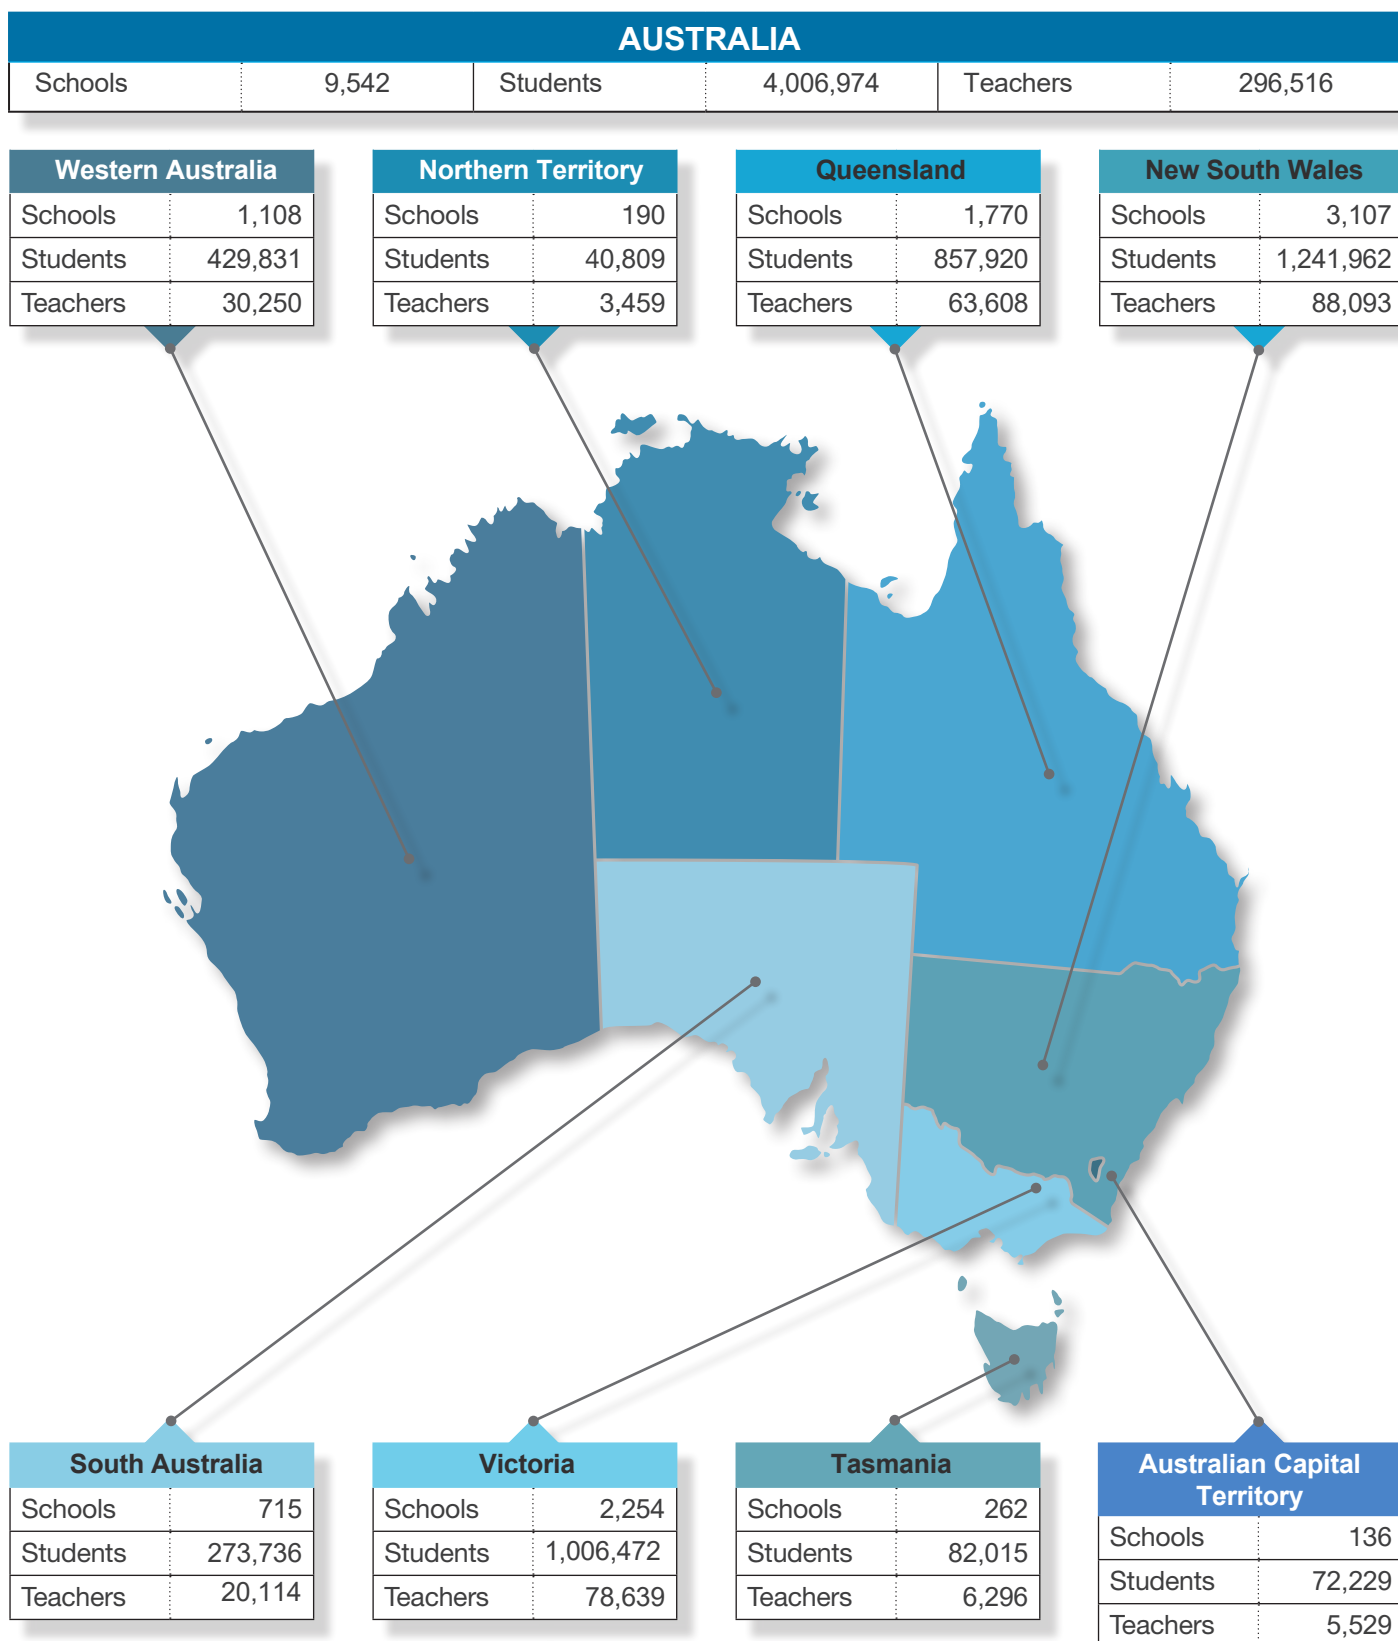 AUSTRALIA
Schools 9,542 Students 4,006,974 Teachers 296,516
Western Australia
Schools 1,108
Students 429,831
Teachers 30,250
Northern Territory
Schools 190
Students 40,809
Teachers 3,459
Queensland
Schools 1,770
Students 857,920
Teachers 63,608
New South Wales
Schools 3,107
Students 1,241,962
Teachers 88,093
South Australia
Schools 715
Students 273,736
Teachers 20,114
Victoria
Schools 2,254
Students 1,006,472
Teachers 78,639
Tasmania
Schools 262
Students 82,015
Teachers 6,296
Australian Capital
Territory
Schools 136
Students 72,229
Teachers 5,529